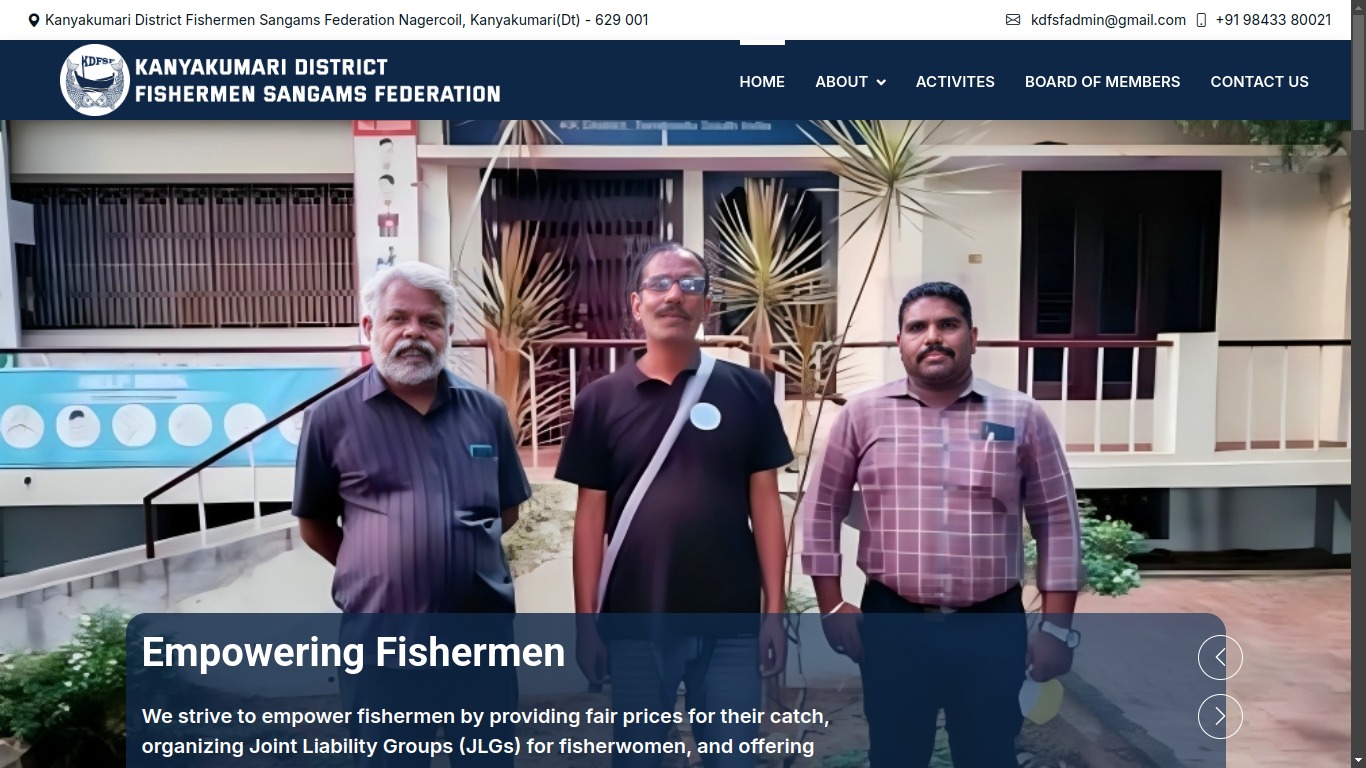 Kanyakumari District Fishermen Sangams Federation Nagercoil, Kanyakumari(Dt) - 629 001
kdfsfadmin@gmail.com +91 98433 80021
KDFSF
KANYAKUMARI DISTRICT
FISHERMEN SANGAMS FEDERATION
HOME ABOUT ACTIVITES BOARD OF MEMBERS CONTACT US
Empowering Fishermen
We strive to empower fishermen by providing fair prices for their catch,
organizing Joint Liability Groups (JLGs) for fisherwomen, and offering